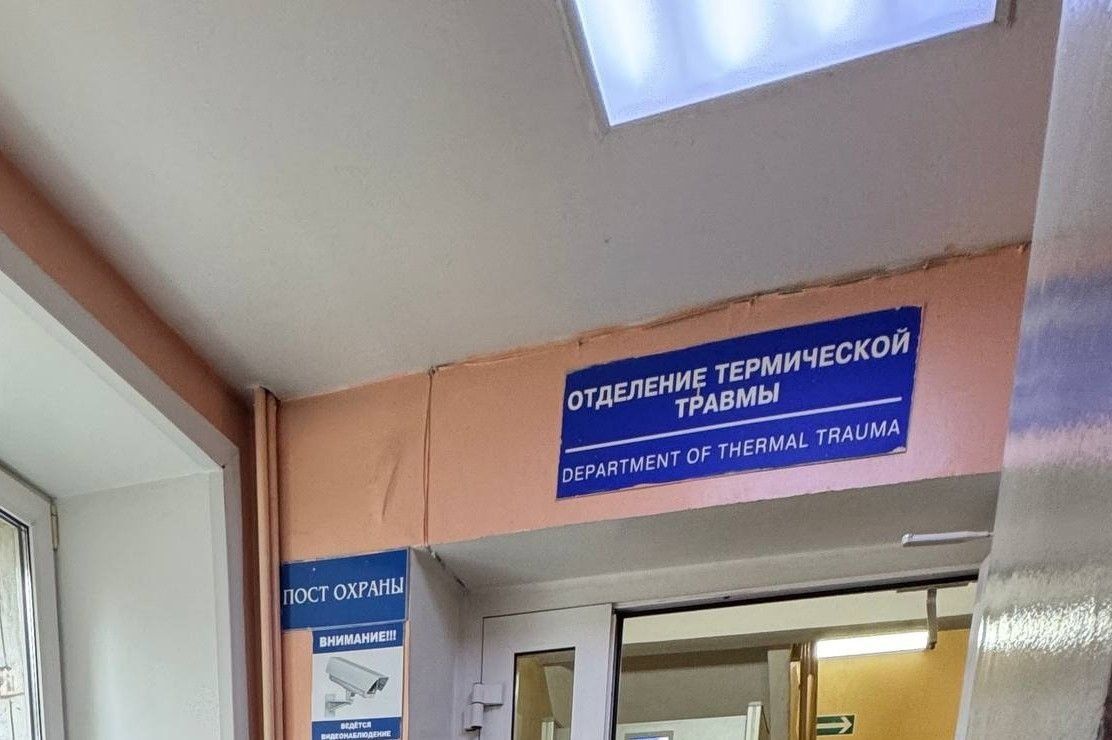 ОТДЕЛЕНИЕ ТЕРМИЧЕСКОЙ
ТРАВМЫ
DEPARTMENT OF THERMAL TRAUMA
ПОСТ ОХРАНЫ
ВНИМАНИЕ!!!
ВЕДЁТСЯ
ВИДЕОНАБЛЮДЕНИЕ